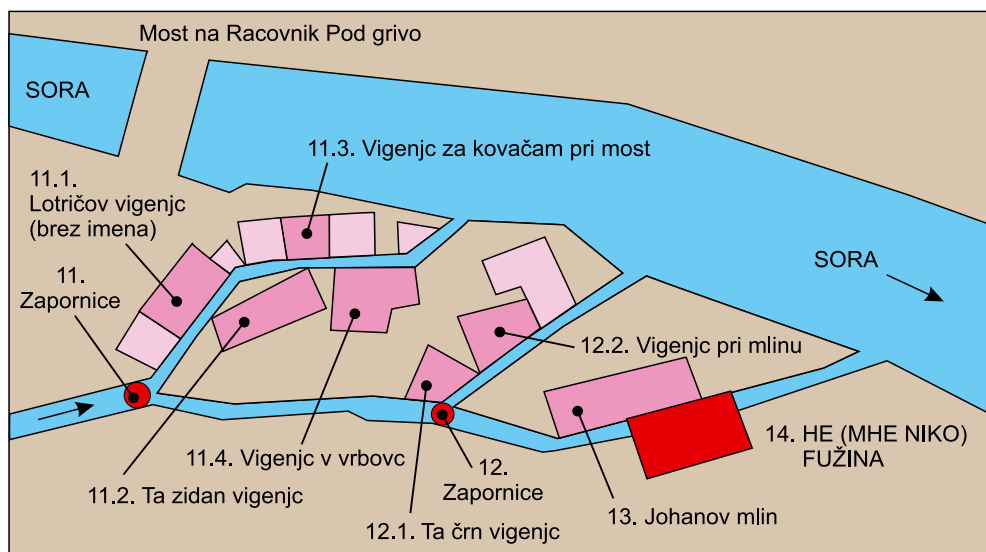 Most na Racovnik Pod grivo
SORA
11.3. Vigenjc za kovačam pri most
11.1.
Lotričov vigenjc
(brez imena)
11.
Zapornice
SORA
12.2. Vigenjc pri mlinu
11.4. Vigenjc v vrbovc
11.2. Ta zidan vigenjc
12.
Zapornice
12.1. Ta črn vigenjc
13. Johanov mlin
14. HE (MHE NIKO)
FUŽINA